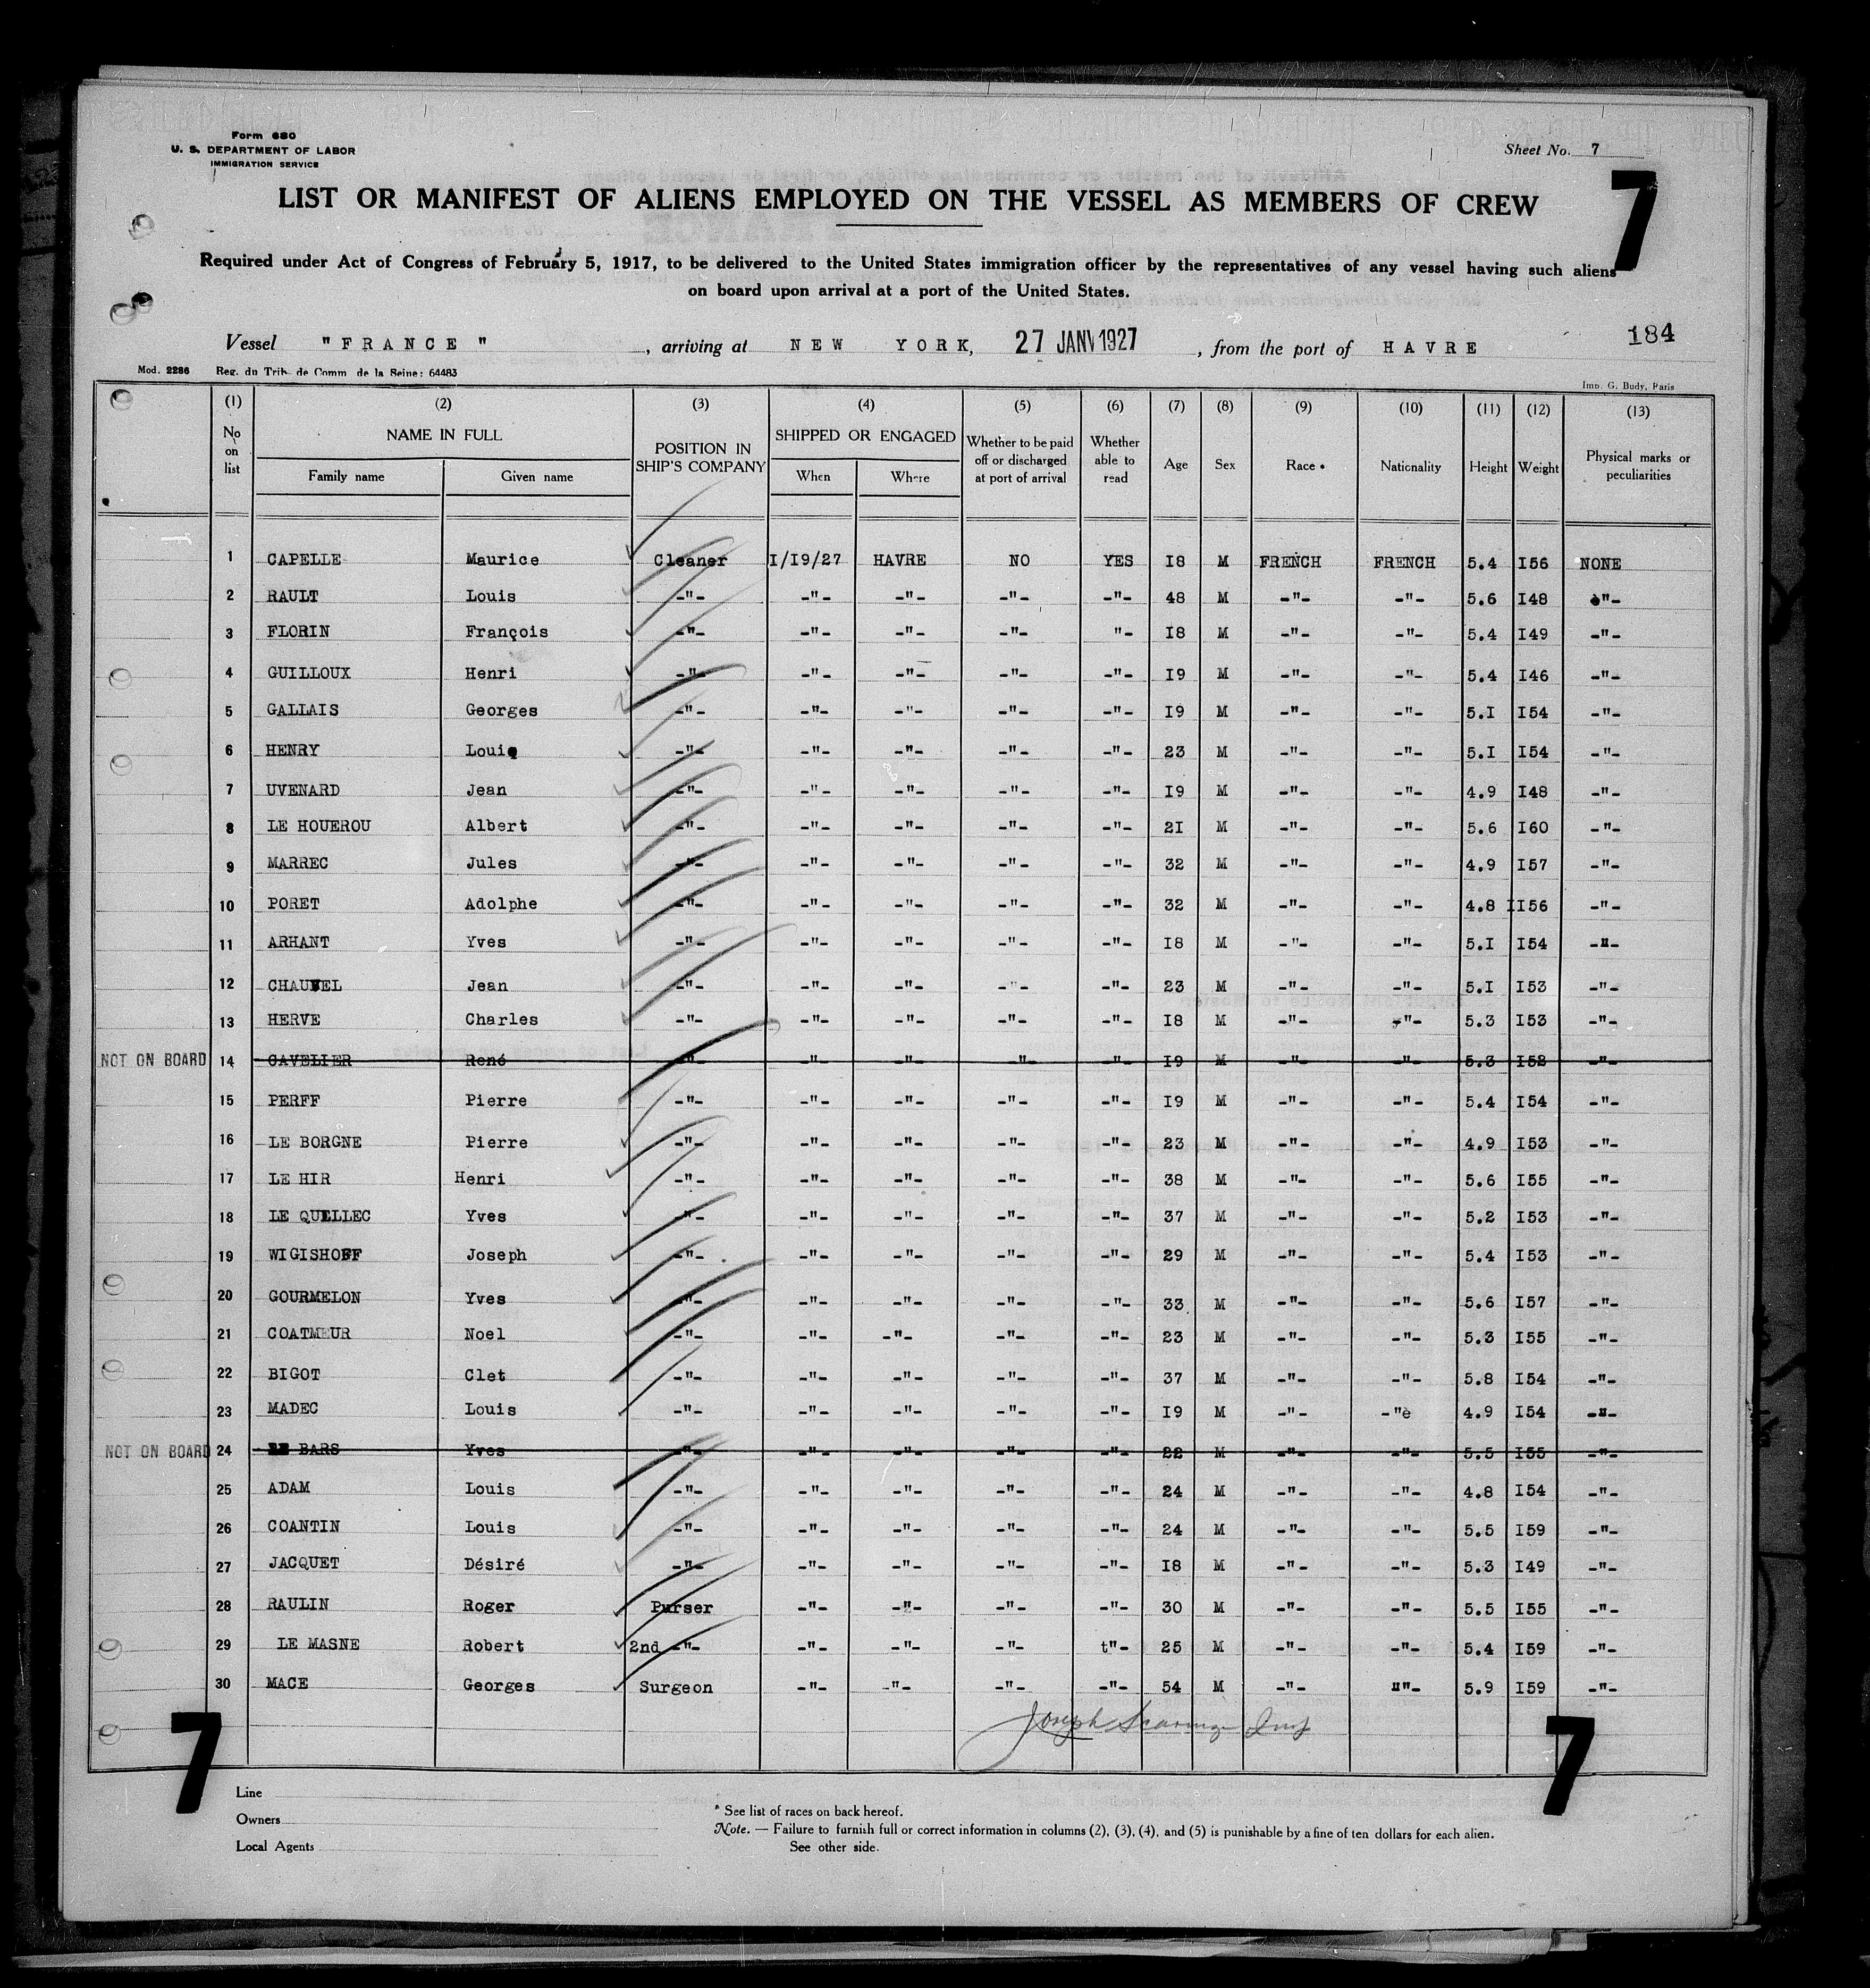 Form 680
U. S. DEPARTMENT OF LABOR
IMMIGRATION SERVICE
Sheet No. 7
7
LIST OR MANIFEST OF ALIENS EMPLOYED ON THE VESSEL AS MEMBERS OF CREW
Required under Act of Congress of February 5, 1917, to be delivered to the United States immigration officer by the representatives of any vessel having such aliens
on board upon arrival at a port of the United States.
184
Vessel "FRANCE", arriving at NEW YORK, 27 JANV 1927, from the port of HAVRE
Mod. 2286 Reg. du Trib. de Comm. de la Seine: 64483
Imp. G. Budy, Paris
(1) (2) (3) (4) (5) (6) (7) (8) (9) (10) (11) (12) (13)
No on list NAME IN FULL Family name Given name POSITION IN SHIP'S COMPANY SHIPPED OR ENGAGED When Where Whether to be paid off or discharged at port of arrival Whether able to read Age Sex Race * Nationality Height Weight Physical marks or peculiarities
1 CAPELLE Maurice Cleaner I/I9/27 HAVRE NO YES I8 M FRENCH FRENCH 5.4 I56 NONE
2 RAULT Louis -"- -"- -"- -"- -"- 48 M -"- -"- 5.6 I48 -"-
3 FLORIN François -"- -"- -"- -"- "- I8 M -"- -"- 5.4 I49 -"-
4 GUILLOUX Henri -"- -"- -"- -"- -"- I9 M -"- -"- 5.4 I46 -"-
5 GALLAIS Georges -"- -"- -"- -"- -"- I9 M -"- -"- 5.I I54 -"-
6 HENRY Louis -"- -"- -"- -"- -"- 23 M -"- -"- 5.I I54 -"-
7 UVENARD Jean -"- -"- -"- -"- -"- I9 M -"- -"- 4.9 I48 -"-
8 LE HOUEROU Albert -"- -"- -"- -"- -"- 2I M -"- -"- 5.6 I60 -"-
9 MARREC Jules -"- -"- -"- -"- -"- 32 M -"- -"- 4.9 I57 -"-
10 PORET Adolphe -"- -"- -"- -"- -"- 32 M -"- -"- 4.8 I56 -"-
11 ARHANT Yves -"- -"- -"- -"- -"- I8 M -"- -"- 5.I I54 -"-
12 CHAUVEL Jean -"- -"- -"- -"- -"- 23 M -"- -"- 5.I I53 -"-
13 HERVE Charles -"- -"- -"- -"- -"- I8 M -"- -"- 5.3 I53 -"-
NOT ON BOARD 14 CAVELIER René -"- -"- -"- -"- -"- I9 M -"- -"- 5.3 I52 -"-
15 PERFF Pierre -"- -"- -"- -"- -"- I9 M -"- -"- 5.4 I54 -"-
16 LE BORGNE Pierre -"- -"- -"- -"- -"- 23 M -"- -"- 4.9 I53 -"-
17 LE HIR Henri -"- -"- -"- -"- -"- 38 M -"- -"- 5.6 I55 -"-
18 LE QUELLEC Yves -"- -"- -"- -"- -"- 37 M -"- -"- 5.2 I53 -"-
19 WIGISHOFF Joseph -"- -"- -"- -"- -"- 29 M -"- -"- 5.4 I53 -"-
20 GOURMELON Yves -"- -"- -"- -"- -"- 33 M -"- -"- 5.6 I57 -"-
21 COATMEUR Noel -"- -"- -"- -"- -"- 23 M -"- -"- 5.3 I55 -"-
22 BIGOT Clet -"- -"- -"- -"- -"- 37 M -"- -"- 5.8 I54 -"-
23 MADEC Louis -"- -"- -"- -"- -"- I9 M -"- -"è 4.9 I54 -"-
NOT ON BOARD 24 LE BARS Yves -"- -"- -"- -"- -"- 22 M -"- -"- 5.5 I55 -"-
25 ADAM Louis -"- -"- -"- -"- -"- 24 M -"- -"- 4.8 I54 -"-
26 COANTIN Louis -"- -"- -"- -"- -"- 24 M -"- -"- 5.5 I59 -"-
27 JACQUET Désiré -"- -"- -"- -"- -"- I8 M -"- -"- 5.3 I49 -"-
28 RAULIN Roger Purser -"- -"- -"- -"- 30 M -"- -"- 5.5 I55 -"-
29 LE MASNE Robert 2nd -"- -"- -"- -"- t"- 25 M -"- -"- 5.4 I59 -"-
30 MACE Georges Surgeon -"- -"- -"- -"- 54 M -"- ""- 5.9 I59 -"-
Joseph
7
7
Line
Owners
Local Agents
* See list of races on back hereof.
Note. — Failure to furnish full or correct information in columns (2), (3), (4), and (5) is punishable by a fine of ten dollars for each alien.
See other side.